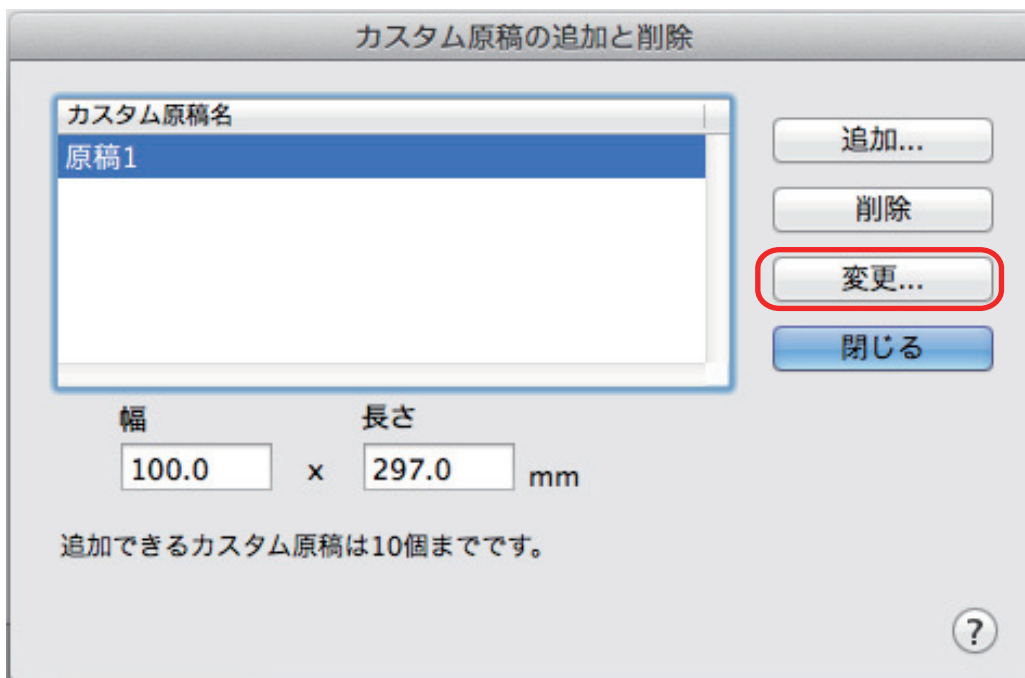 カスタム原稿の追加と削除
カスタム原稿名
原稿1
追加...
削除
変更...
閉じる
幅 長さ
100.0 x 297.0 mm
追加できるカスタム原稿は10個までです。
?